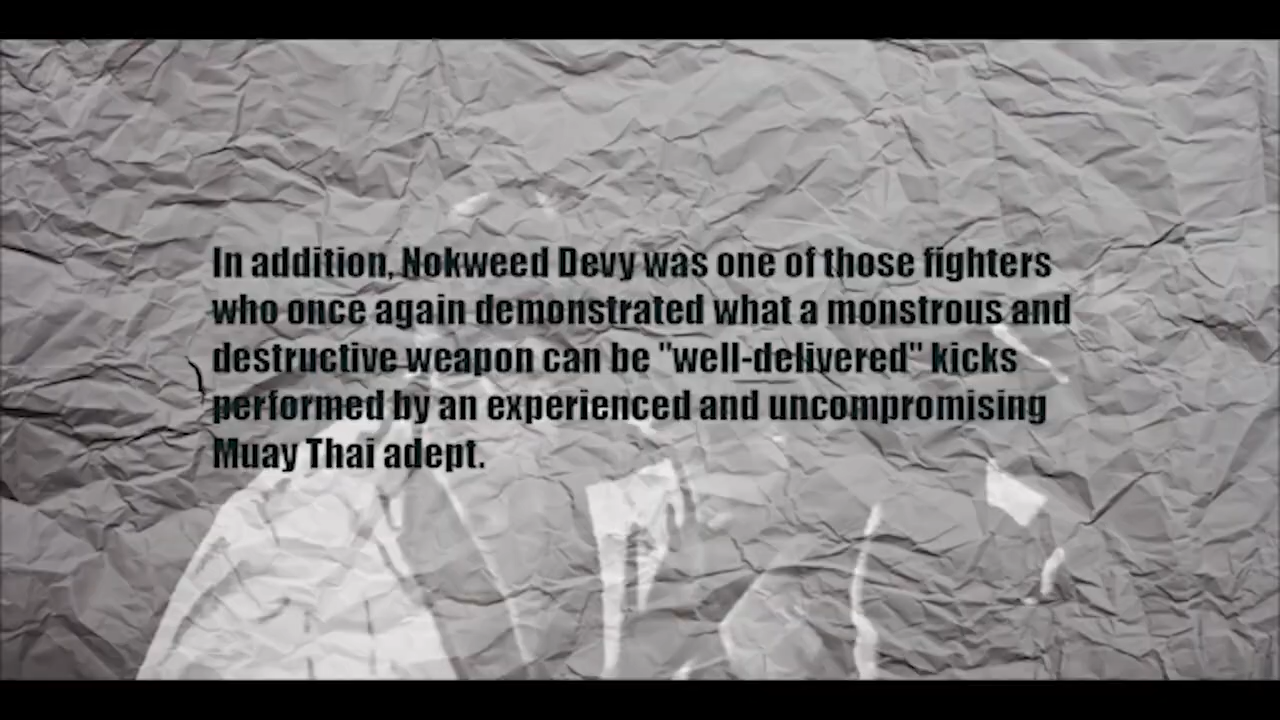 In addition, Nokweed Devy was one of those fighters
who once again demonstrated what a monstrous and
destructive weapon can be "well-delivered" kicks
performed by an experienced and uncompromising
Muay Thai adept.